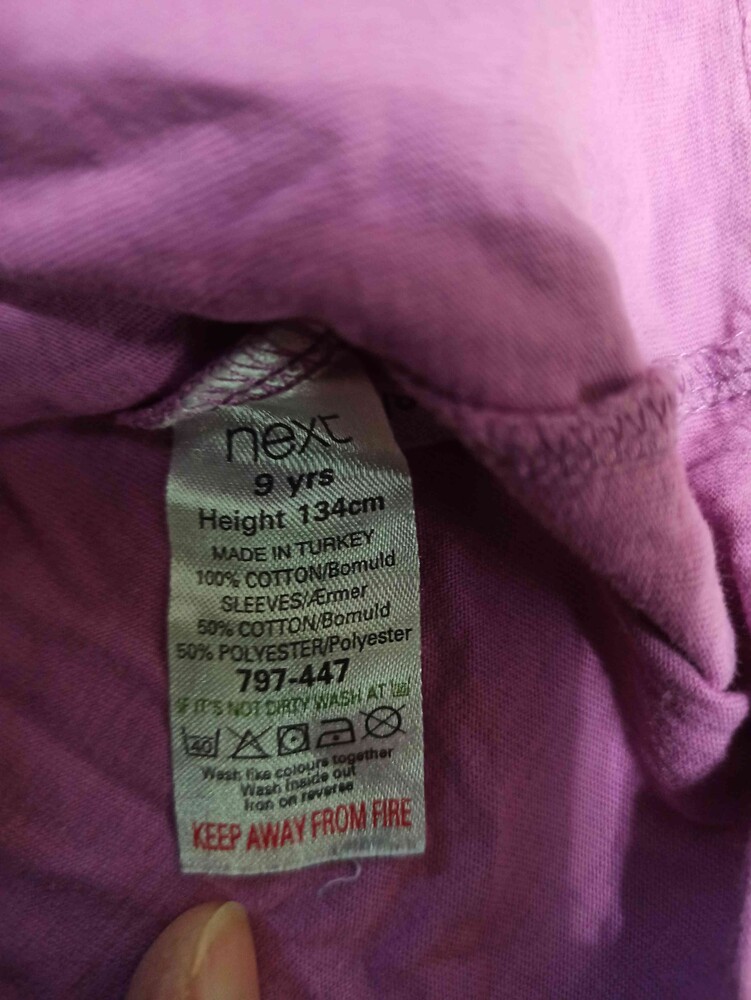 next
9 yrs
Height 134cm
MADE IN TURKEY
100% COTTON/Bomuld
SLEEVES/Ærmer
50% COTTON/Bomuld
50% POLYESTER/Polyester
797-447
IF IT'S NOT DIRTY WASH AT 30
40
Wash like colours together
Wash inside out
Iron on reverse
KEEP AWAY FROM FIRE